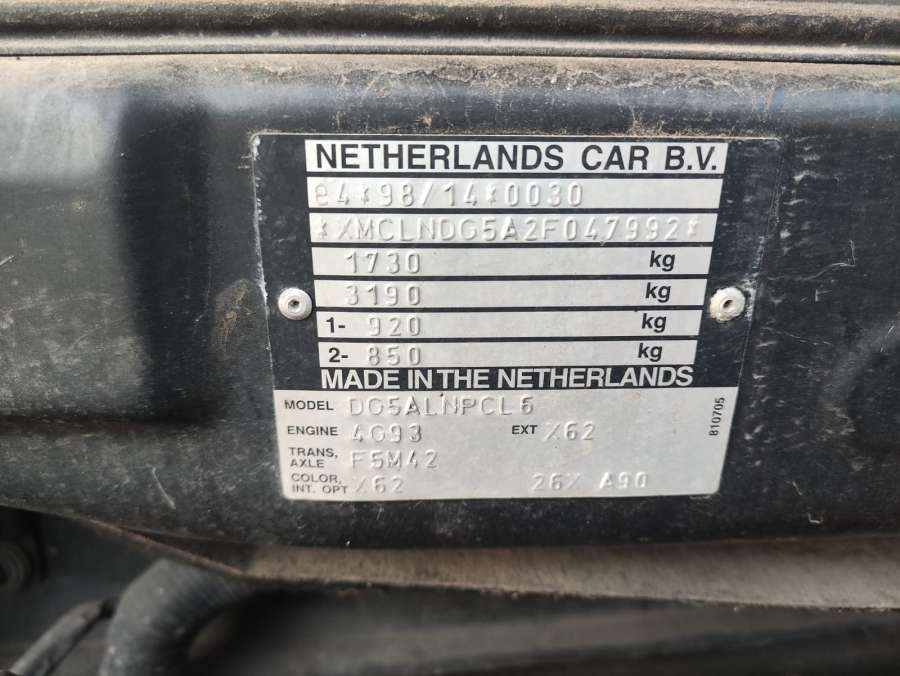 NETHERLANDS CAR B.V.
e4*98/14*0030
*XMCLNDG5A2F047992*
1730 kg
3190 kg
1- 920 kg
2- 850 kg
MADE IN THE NETHERLANDS
MODEL DG5ALNPCL6
ENGINE 4G93 EXT X62
TRANS, AXLE F5M42
COLOR, INT. OPT X62 26X A90
810705